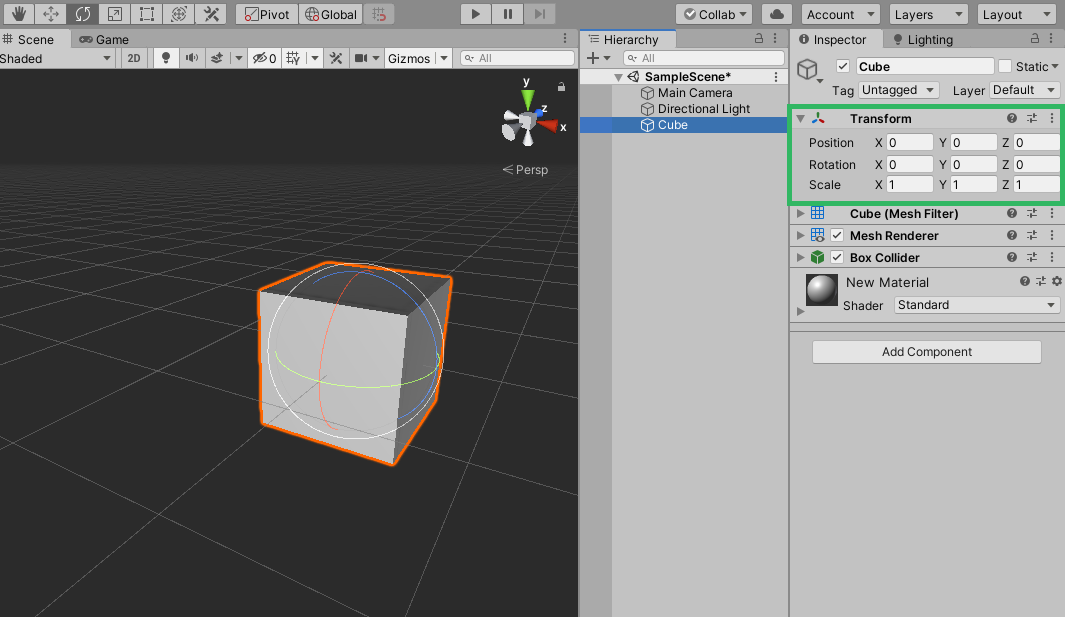 Pivot Global Collab Account Layers Layout
Scene Game
Hierarchy
Inspector Lighting
Shaded 2D 0 Gizmos All
All
SampleScene*
Main Camera
Directional Light
Cube
y
z
x
Persp
Cube Static
Tag Untagged Layer Default
Transform
Position X 0 Y 0 Z 0
Rotation X 0 Y 0 Z 0
Scale X 1 Y 1 Z 1
Cube (Mesh Filter)
Mesh Renderer
Box Collider
New Material
Shader Standard
Add Component